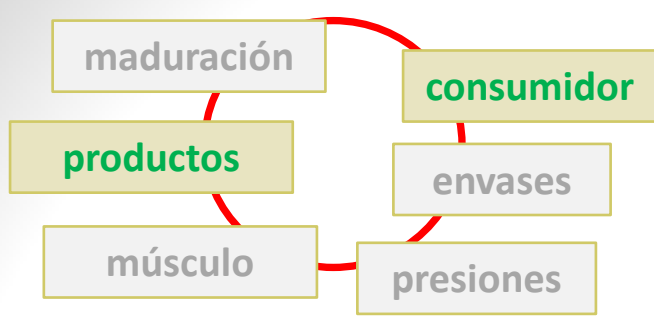 maduración
consumidor
productos
envases
músculo
presiones